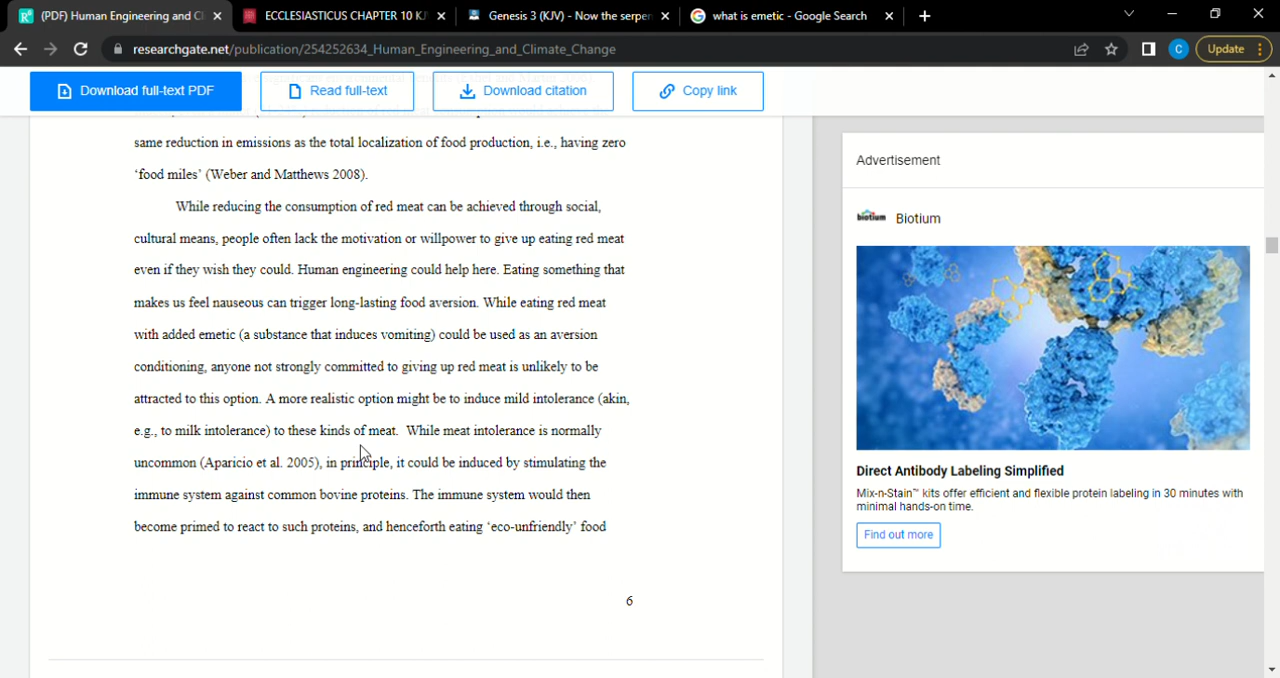 (PDF) Human Engineering and Cl
ECCLESIASTICUS CHAPTER 10 KJ
Genesis 3 (KJV) - Now the serpen
what is emetic - Google Search
researchgate.net/publication/254252634_Human_Engineering_and_Climate_Change
C
Update
Download full-text PDF
Read full-text
Download citation
Copy link
same reduction in emissions as the total localization of food production, i.e., having zero
‘food miles’ (Weber and Matthews 2008).
While reducing the consumption of red meat can be achieved through social,
cultural means, people often lack the motivation or willpower to give up eating red meat
even if they wish they could. Human engineering could help here. Eating something that
makes us feel nauseous can trigger long-lasting food aversion. While eating red meat
with added emetic (a substance that induces vomiting) could be used as an aversion
conditioning, anyone not strongly committed to giving up red meat is unlikely to be
attracted to this option. A more realistic option might be to induce mild intolerance (akin,
e.g., to milk intolerance) to these kinds of meat. While meat intolerance is normally
uncommon (Aparicio et al. 2005), in principle, it could be induced by stimulating the
immune system against common bovine proteins. The immune system would then
become primed to react to such proteins, and henceforth eating ‘eco-unfriendly’ food
6
Advertisement
biotium
Biotium
Direct Antibody Labeling Simplified
Mix-n-Stain™ kits offer efficient and flexible protein labeling in 30 minutes with
minimal hands-on time.
Find out more